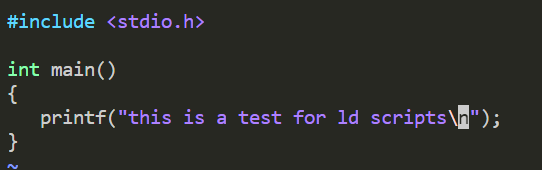 #include <stdio.h>
int main()
{
printf("this is a test for ld scripts\n");
}
~